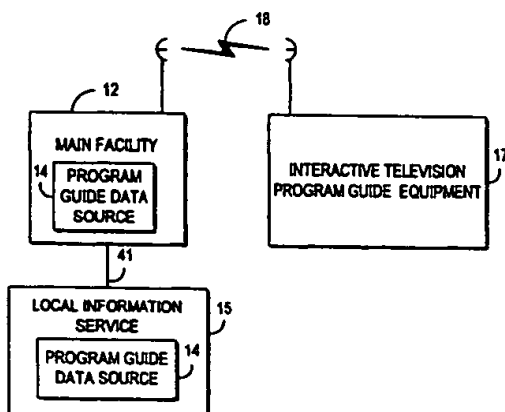 18
12
MAIN FACILITY
14
PROGRAM
GUIDE DATA
SOURCE
INTERACTIVE TELEVISION
PROGRAM GUIDE EQUIPMENT
17
41
LOCAL INFORMATION
SERVICE
15
PROGRAM GUIDE
DATA SOURCE
14